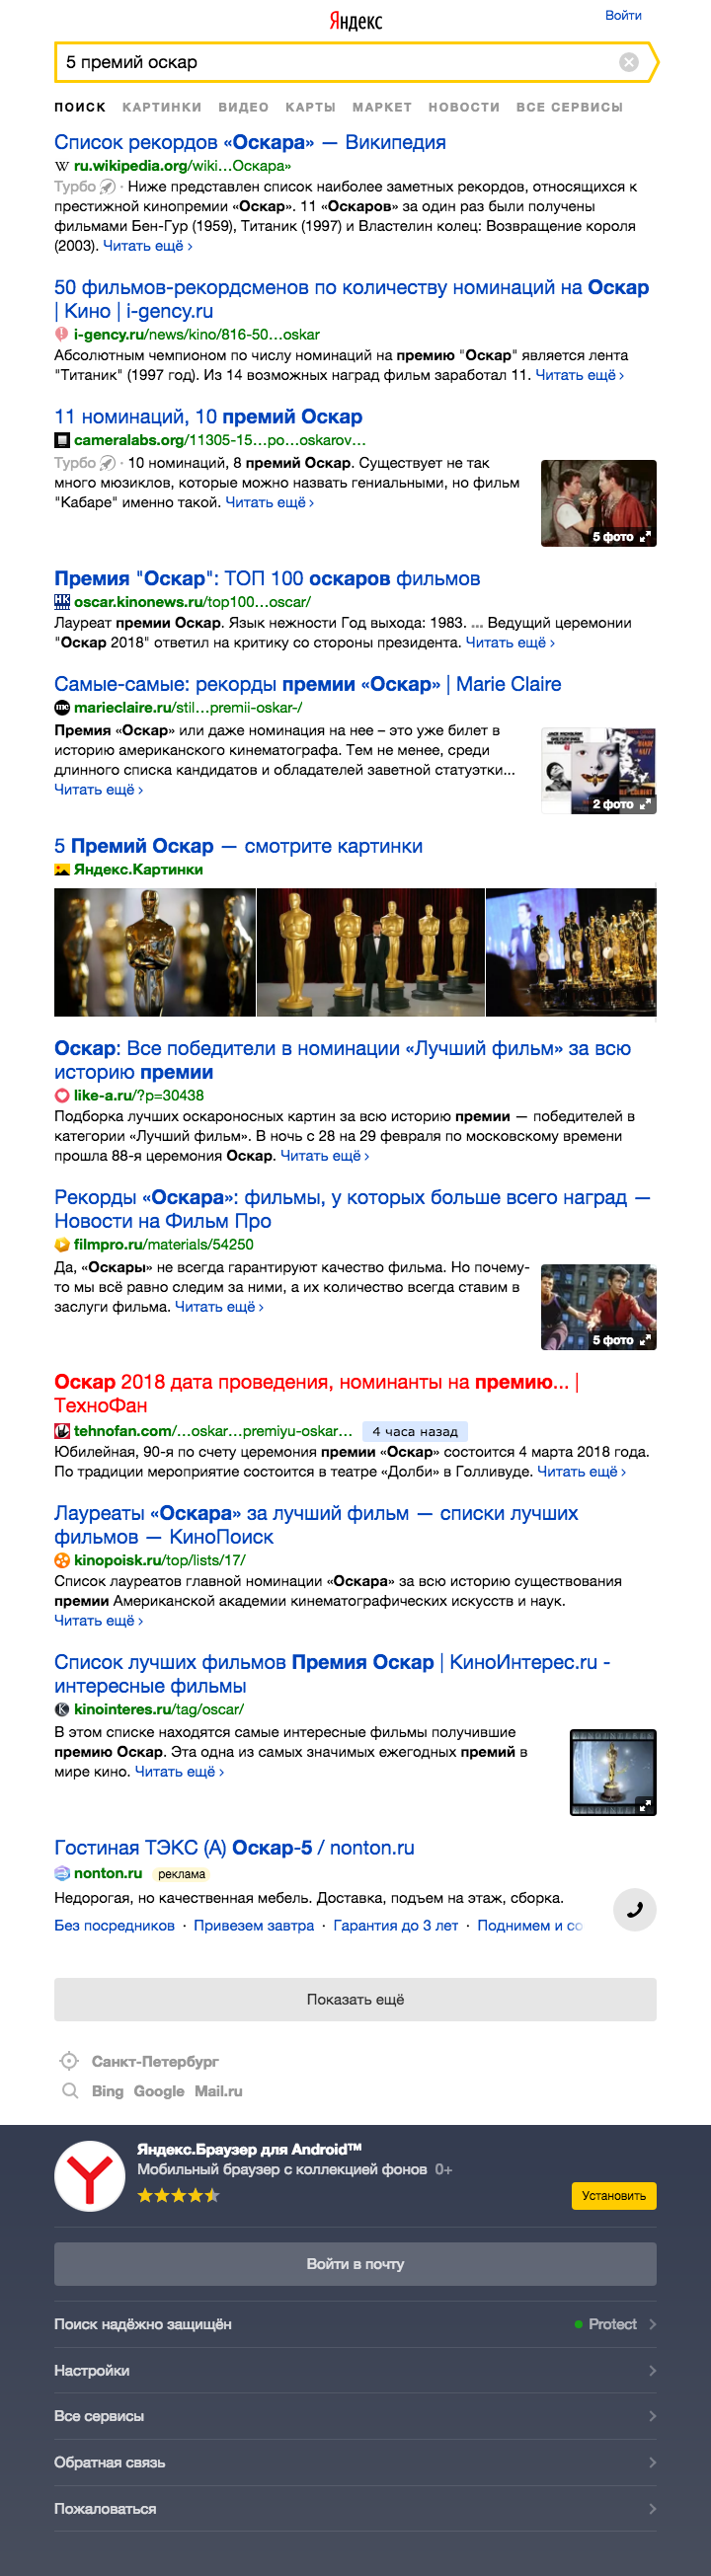 Яндекс
Войти
5 премий оскар
ПОИСК КАРТИНКИ ВИДЕО КАРТЫ МАРКЕТ НОВОСТИ ВСЕ СЕРВИСЫ
Список рекордов «Оскара» — Википедия
W ru.wikipedia.org/wiki…Оскара»
Турбо · Ниже представлен список наиболее заметных рекордов, относящихся к
престижной кинопремии «Оскар». 11 «Оскаров» за один раз были получены
фильмами Бен-Гур (1959), Титаник (1997) и Властелин колец: Возвращение короля
(2003). Читать ещё ›
50 фильмов-рекордсменов по количеству номинаций на Оскар
| Кино | i-gency.ru
i-gency.ru/news/kino/816-50…oskar
Абсолютным чемпионом по числу номинаций на премию "Оскар" является лента
"Титаник" (1997 год). Из 14 возможных наград фильм заработал 11. Читать ещё ›
11 номинаций, 10 премий Оскар
cameralabs.org/11305-15…po…oskarov…
Турбо · 10 номинаций, 8 премий Оскар. Существует не так
много мюзиклов, которые можно назвать гениальными, но фильм
"Кабаре" именно такой. Читать ещё ›
5 фото
Премия "Оскар": ТОП 100 оскаров фильмов
НК oscar.kinonews.ru/top100…oscar/
Лауреат премии Оскар. Язык нежности Год выхода: 1983. ... Ведущий церемонии
"Оскар 2018" ответил на критику со стороны президента. Читать ещё ›
Самые-самые: рекорды премии «Оскар» | Marie Claire
mc marieclaire.ru/stil…premii-oskar-/
Премия «Оскар» или даже номинация на нее – это уже билет в
историю американского кинематографа. Тем не менее, среди
длинного списка кандидатов и обладателей заветной статуэтки...
Читать ещё ›
2 фото
5 Премий Оскар — смотрите картинки
Яндекс.Картинки
Оскар: Все победители в номинации «Лучший фильм» за всю
историю премии
like-a.ru/?p=30438
Подборка лучших оскароносных картин за всю историю премии — победителей в
категории «Лучший фильм». В ночь с 28 на 29 февраля по московскому времени
прошла 88-я церемония Оскар. Читать ещё ›
Рекорды «Оскара»: фильмы, у которых больше всего наград —
Новости на Фильм Про
filmpro.ru/materials/54250
Да, «Оскары» не всегда гарантируют качество фильма. Но почему-
то мы всё равно следим за ними, а их количество всегда ставим в
заслуги фильма. Читать ещё ›
5 фото
Оскар 2018 дата проведения, номинанты на премию... |
ТехноФан
tehnofan.com/…oskar…premiyu-oskar… 4 часа назад
Юбилейная, 90-я по счету церемония премии «Оскар» состоится 4 марта 2018 года.
По традиции мероприятие состоится в театре «Долби» в Голливуде. Читать ещё ›
Лауреаты «Оскара» за лучший фильм — списки лучших
фильмов — КиноПоиск
kinopoisk.ru/top/lists/17/
Список лауреатов главной номинации «Оскара» за всю историю существования
премии Американской академии кинематографических искусств и наук.
Читать ещё ›
Список лучших фильмов Премия Оскар | КиноИнтерес.ru -
интересные фильмы
K kinointeres.ru/tag/oscar/
В этом списке находятся самые интересные фильмы получившие
премию Оскар. Эта одна из самых значимых ежегодных премий в
мире кино. Читать ещё ›
Гостиная ТЭКС (А) Оскар-5 / nonton.ru
nonton.ru реклама
Недорогая, но качественная мебель. Доставка, подъем на этаж, сборка.
Без посредников · Привезем завтра · Гарантия до 3 лет · Поднимем и со
Показать ещё
Санкт-Петербург
Bing Google Mail.ru
Яндекс.Браузер для Android™
Мобильный браузер с коллекцией фонов 0+
Установить
Войти в почту
Поиск надёжно защищён Protect
Настройки
Все сервисы
Обратная связь
Пожаловаться